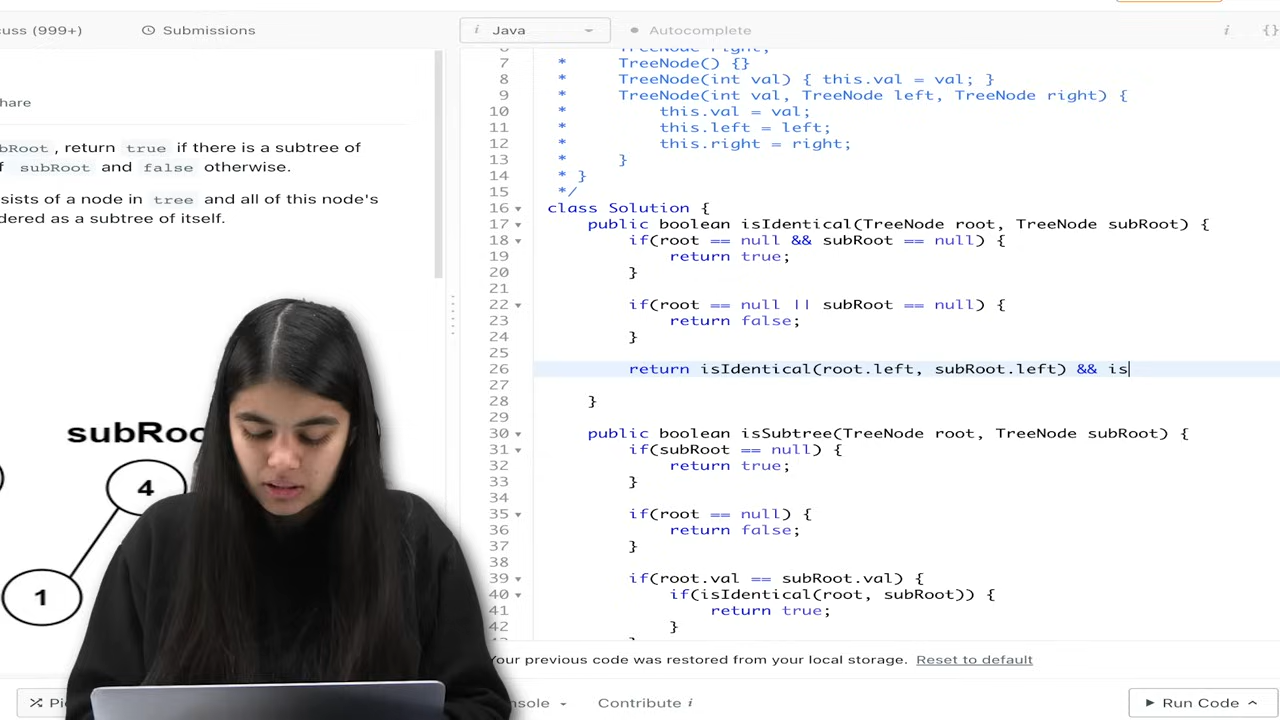 cuss (999+)
Submissions
i Java
Autocomplete
i {}
hare
bRoot , return true if there is a subtree of
f subRoot and false otherwise.
sists of a node in tree and all of this node's
dered as a subtree of itself.
subRoo
4
1
7 * TreeNode() {}
8 * TreeNode(int val) { this.val = val; }
9 * TreeNode(int val, TreeNode left, TreeNode right) {
10 * this.val = val;
11 * this.left = left;
12 * this.right = right;
13 * }
14 * }
15 */
16 class Solution {
17 public boolean isIdentical(TreeNode root, TreeNode subRoot) {
18 if(root == null && subRoot == null) {
19 return true;
20 }
21
22 if(root == null || subRoot == null) {
23 return false;
24 }
25
26 return isIdentical(root.left, subRoot.left) && is
27
28 }
29
30 public boolean isSubtree(TreeNode root, TreeNode subRoot) {
31 if(subRoot == null) {
32 return true;
33 }
34
35 if(root == null) {
36 return false;
37 }
38
39 if(root.val == subRoot.val) {
40 if(isIdentical(root, subRoot)) {
41 return true;
42 }
Your previous code was restored from your local storage. Reset to default
Pi
nsole
Contribute i
Run Code